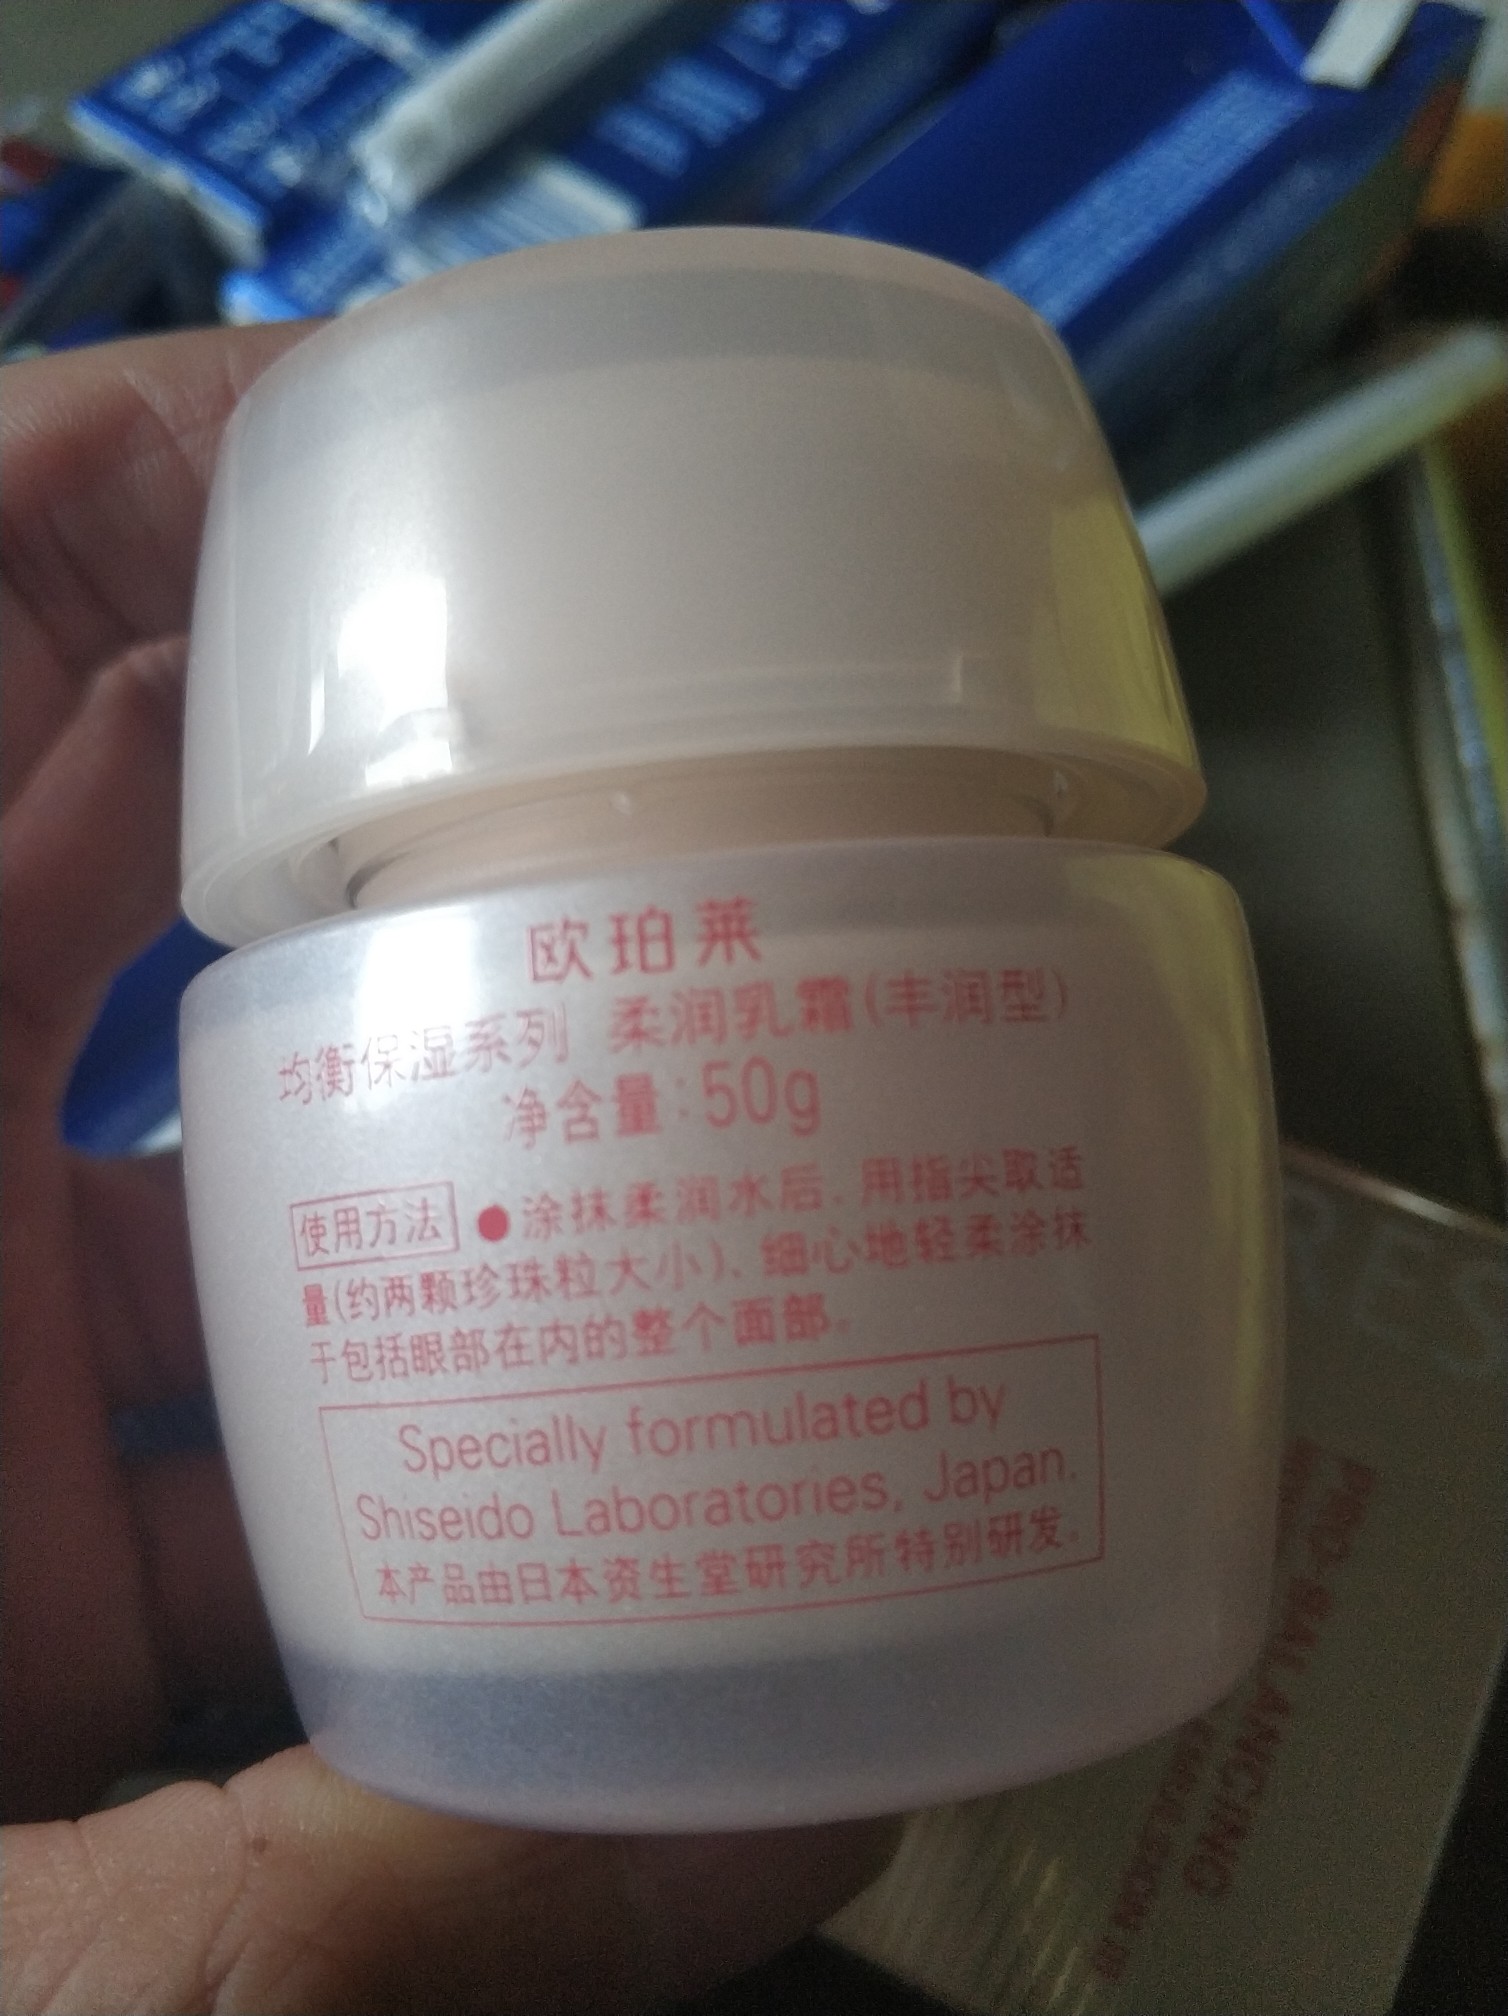 欧珀莱
均衡保湿系列 柔润乳霜(丰润型)
净含量:50g
使用方法 ●涂抹柔润水后,用指尖取适
量(约两颗珍珠粒大小),细心地轻柔涂抹
于包括眼部在内的整个面部。
Specially formulated by
Shiseido Laboratories, Japan.
本产品由日本资生堂研究所特别研发。